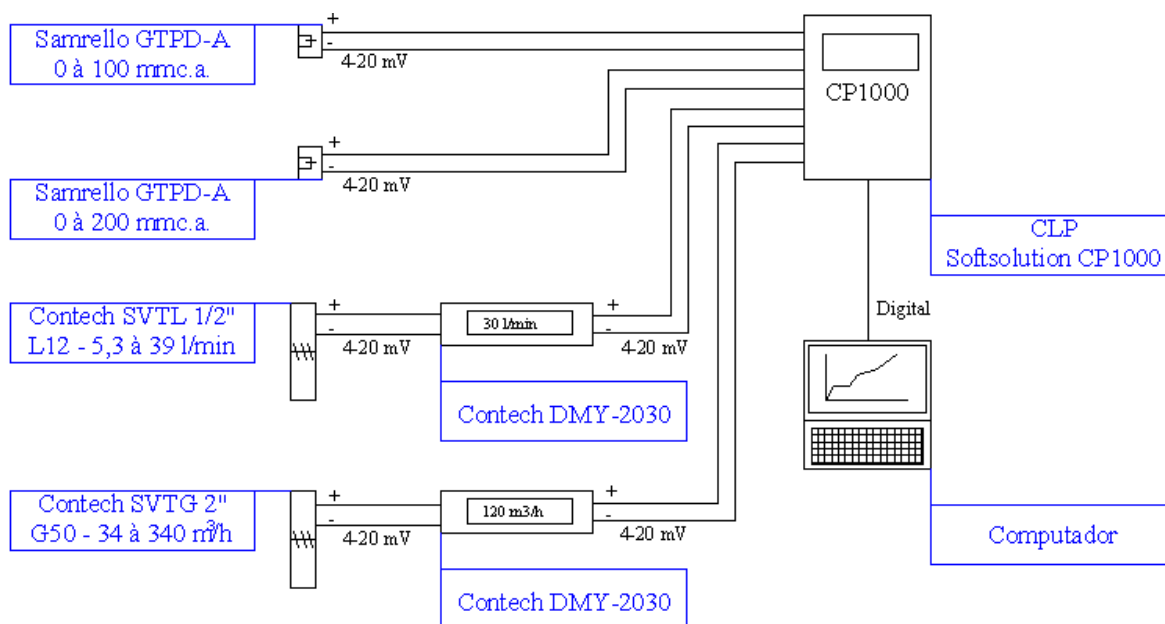 Samrello GTPD-A
0 à 100 mmc.a.
+
-
4-20 mV
CP1000
Samrello GTPD-A
0 à 200 mmc.a.
+
-
4-20 mV
CLP
Softsolution CP1000
Contech SVTL 1/2"
L12 - 5,3 à 39 l/min
+
-
4-20 mV
30 l/min
+
-
4-20 mV
Digital
Contech DMY-2030
Contech SVTG 2"
G50 - 34 à 340 m³/h
+
-
4-20 mV
120 m3/h
+
-
4-20 mV
Computador
Contech DMY-2030